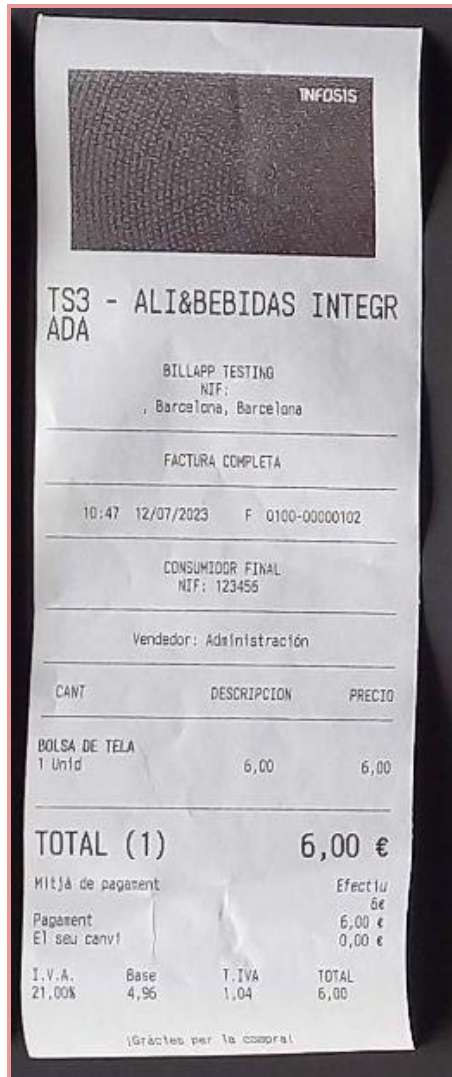 INFOSIS
TS3 - ALI&BEBIDAS INTEGR
ADA
BILLAPP TESTING
NIF:
, Barcelona, Barcelona
FACTURA COMPLETA
10:47 12/07/2023 F 0100-00000102
CONSUMIDOR FINAL
NIF: 123456
Vendedor: Administración
CANT DESCRIPCION PRECIO
BOLSA DE TELA
1 Unid 6,00 6,00
TOTAL (1) 6,00 €
Mitjà de pagament Efectiu
6€
Pagament 6,00 €
El seu canvi 0,00 €
I.V.A. Base T.IVA TOTAL
21.00% 4,96 1,04 6,00
¡Gràcies per la compra!